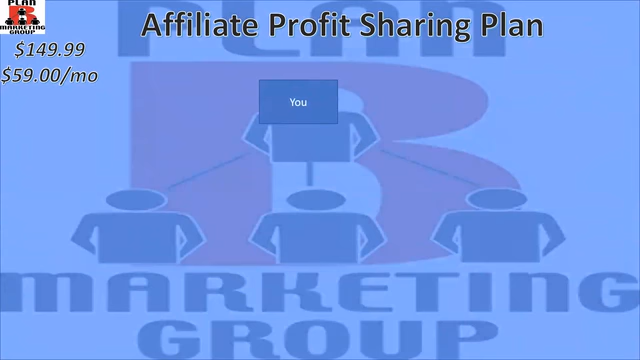 PLAN
B
MARKETING
GROUP
Affiliate Profit Sharing Plan
$149.99
$59.00/mo
You
PLAN
B
MARKETING
GROUP